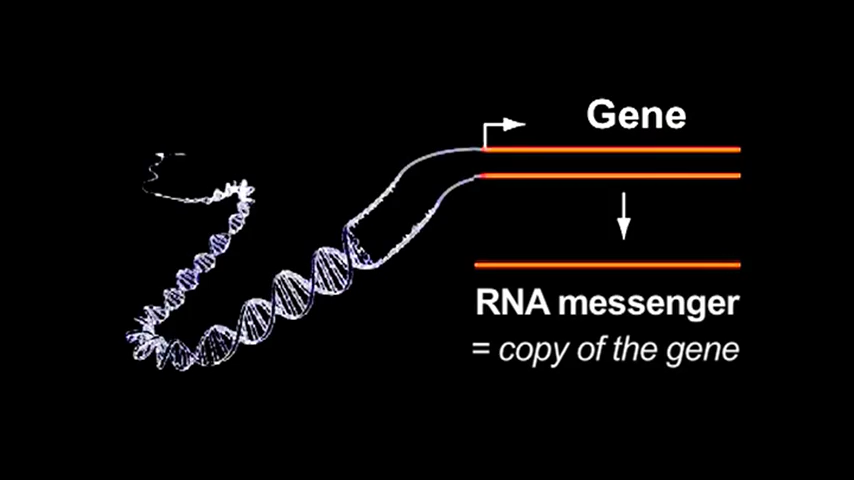 Gene
RNA messenger
= copy of the gene